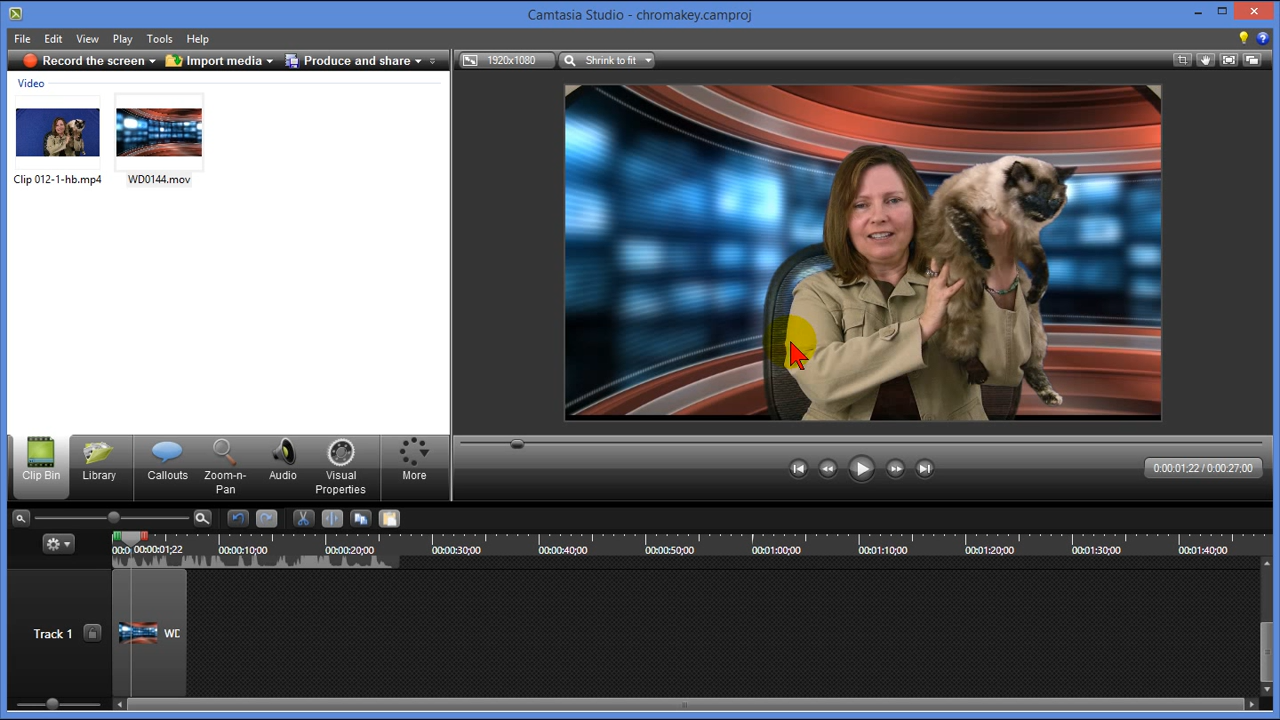 Camtasia Studio - chromakey.camproj
File Edit View Play Tools Help
Record the screen Import media Produce and share
1920x1080 Shrink to fit
Video
Clip 012-1-hb.mp4 WD0144.mov
Clip Bin Library Callouts Zoom-n-Pan Audio Visual Properties More
0:00:01;22 / 0:00:27;00
00:0 00:00:01;22 00:00:10;00 00:00:20;00 00:00:30;00 00:00:40;00 00:00:50;00 00:01:00;00 00:01:10;00 00:01:20;00 00:01:30;00 00:01:40;00
Track 1 WD